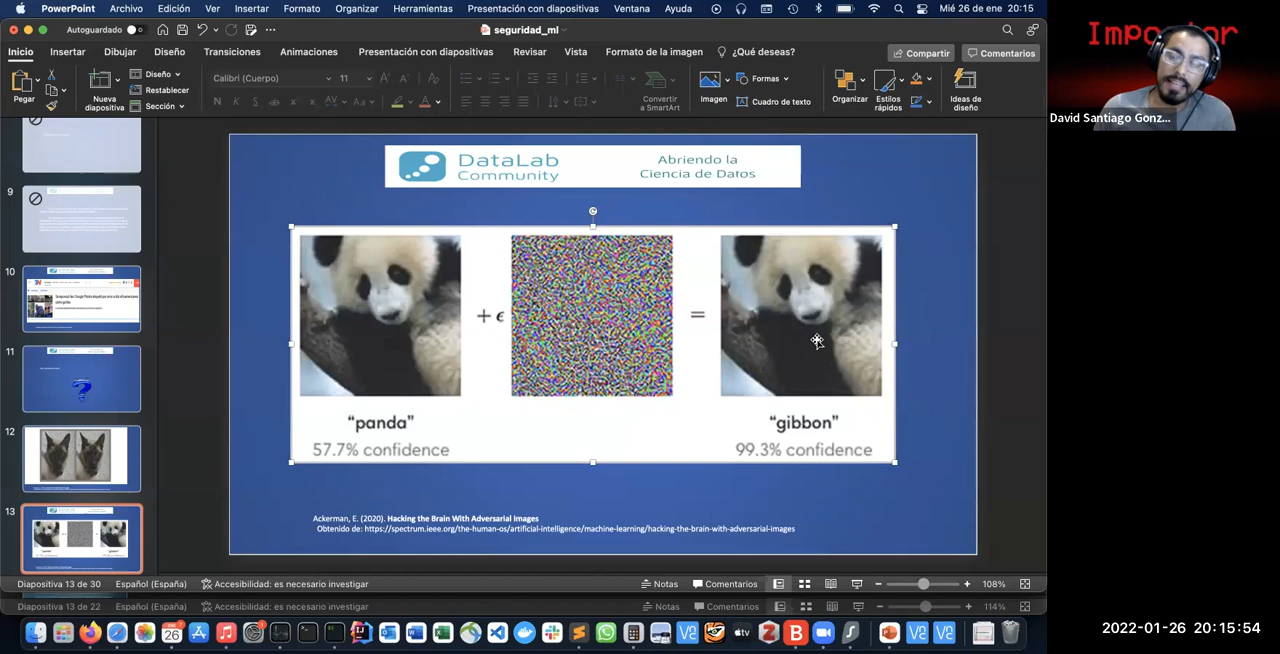 PowerPoint Archivo Edición Ver Insertar Formato Organizar Herramientas Presentación con diapositivas Ventana Ayuda Mié 26 de ene 20:15
Autoguardado seguridad_ml
Inicio Insertar Dibujar Diseño Transiciones Animaciones Presentación con diapositivas Revisar Vista Formato de la imagen ¿Qué deseas? Compartir Comentarios
Pegar
Nueva diapositiva
Diseño
Restablecer
Sección
Calibri (Cuerpo) 11
Convertir a SmartArt
Imagen
Formas
Cuadro de texto
Organizar
Estilos rápidos
Ideas de diseño
9
10
11
?
12
13
DataLab
Community
Abriendo la
Ciencia de Datos
+ ϵ =
“panda” “gibbon”
57.7% confidence 99.3% confidence
Ackerman, E. (2020). Hacking the Brain With Adversarial Images
Obtenido de: https://spectrum.ieee.org/the-human-os/artificial-intelligence/machine-learning/hacking-the-brain-with-adversarial-images
Diapositiva 13 de 30 Español (España) Accesibilidad: es necesario investigar Notas Comentarios 108%
Diapositiva 13 de 22 Español (España) Accesibilidad: es necesario investigar Notas Comentarios 114%
David Santiago Gonz...
2022-01-26 20:15:54